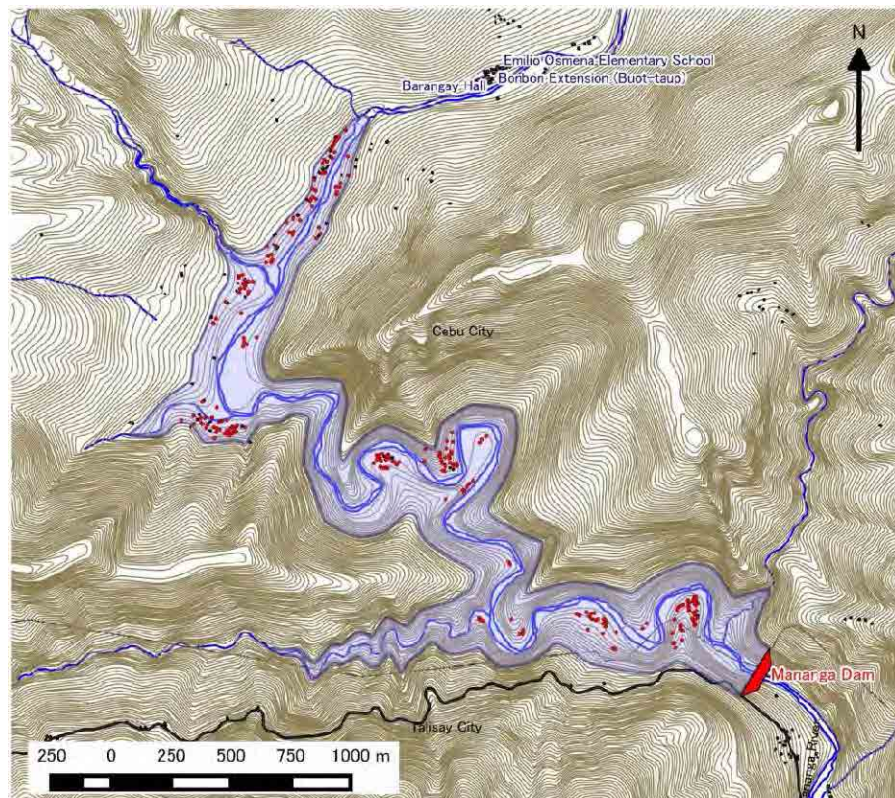 N
Emilio Osmena Elementary School
Barangay Hall
Bonbon Extension (Buot-taup)
Cebu City
Mananga Dam
Talisay City
250 0 250 500 750 1000 m
River